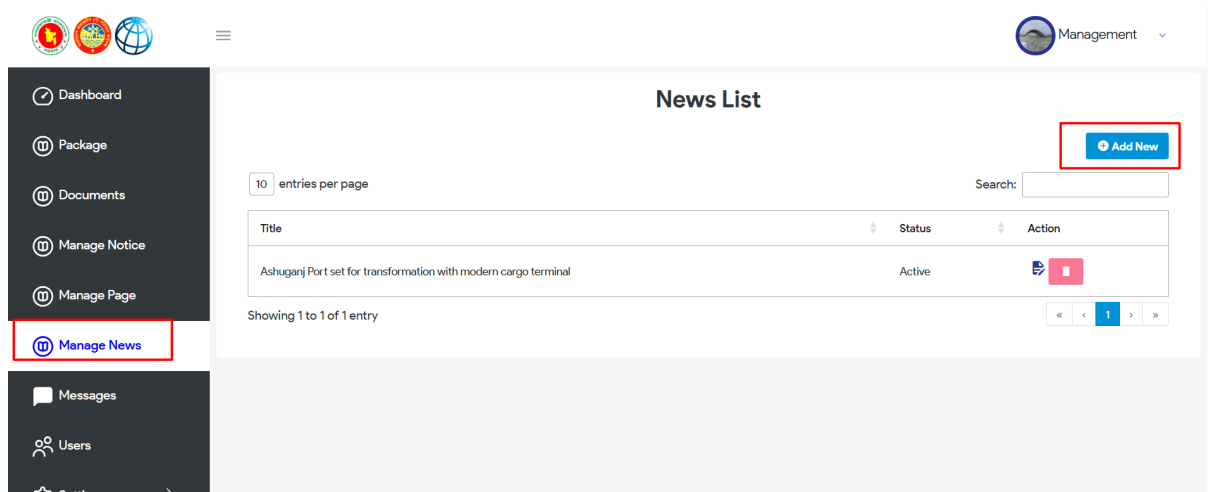 Management
Dashboard
Package
Documents
Manage Notice
Manage Page
Manage News
Messages
Users
News List
Add New
10 entries per page
Search:
Title Status Action
Ashuganj Port set for transformation with modern cargo terminal Active
Showing 1 to 1 of 1 entry
« ‹ 1 › »